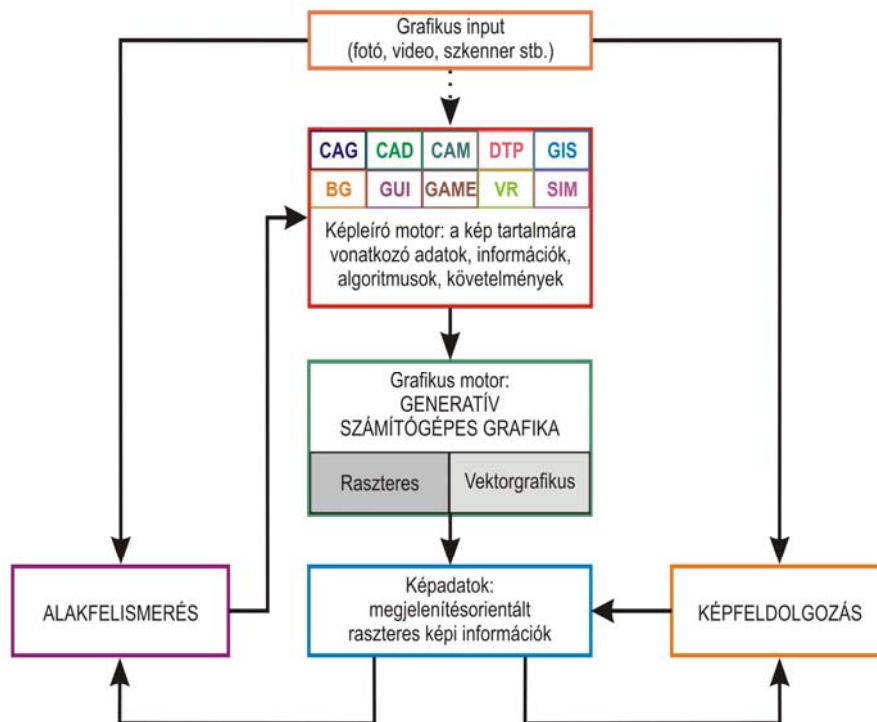 Grafikus input
(fotó, video, szkenner stb.)
CAG CAD CAM DTP GIS
BG GUI GAME VR SIM
Képleíró motor: a kép tartalmára
vonatkozó adatok, információk,
algoritmusok, követelmények
Grafikus motor:
GENERATÍV
SZÁMÍTÓGÉPES GRAFIKA
Raszteres Vektorgrafikus
ALAKFELISMERÉS
Képadatok:
megjelenítésorientált
raszteres képi információk
KÉPFELDOLGOZÁS